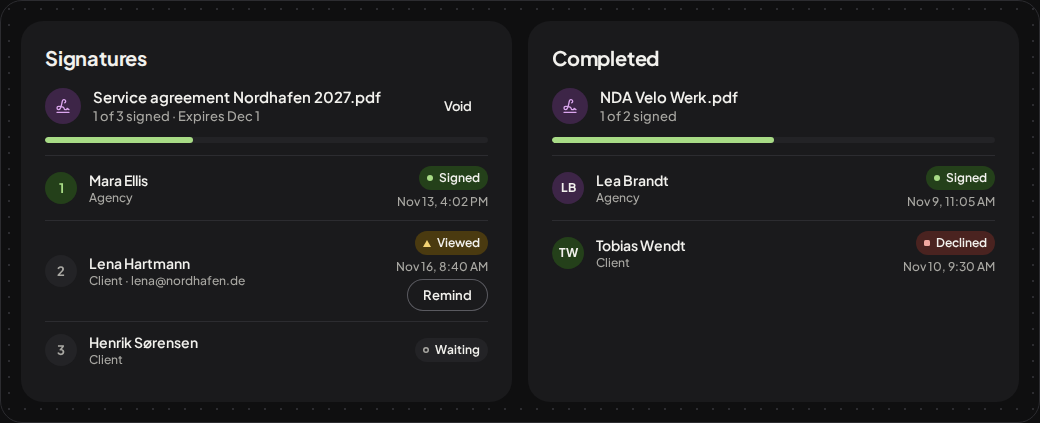 Signatures
Service agreement Nordhafen 2027.pdf
1 of 3 signed · Expires Dec 1
Void
1
Mara Ellis
Agency
Signed
Nov 13, 4:02 PM
2
Lena Hartmann
Client · lena@nordhafen.de
Viewed
Nov 16, 8:40 AM
Remind
3
Henrik Sørensen
Client
Waiting
Completed
NDA Velo Werk.pdf
1 of 2 signed
LB
Lea Brandt
Agency
Signed
Nov 9, 11:05 AM
TW
Tobias Wendt
Client
Declined
Nov 10, 9:30 AM